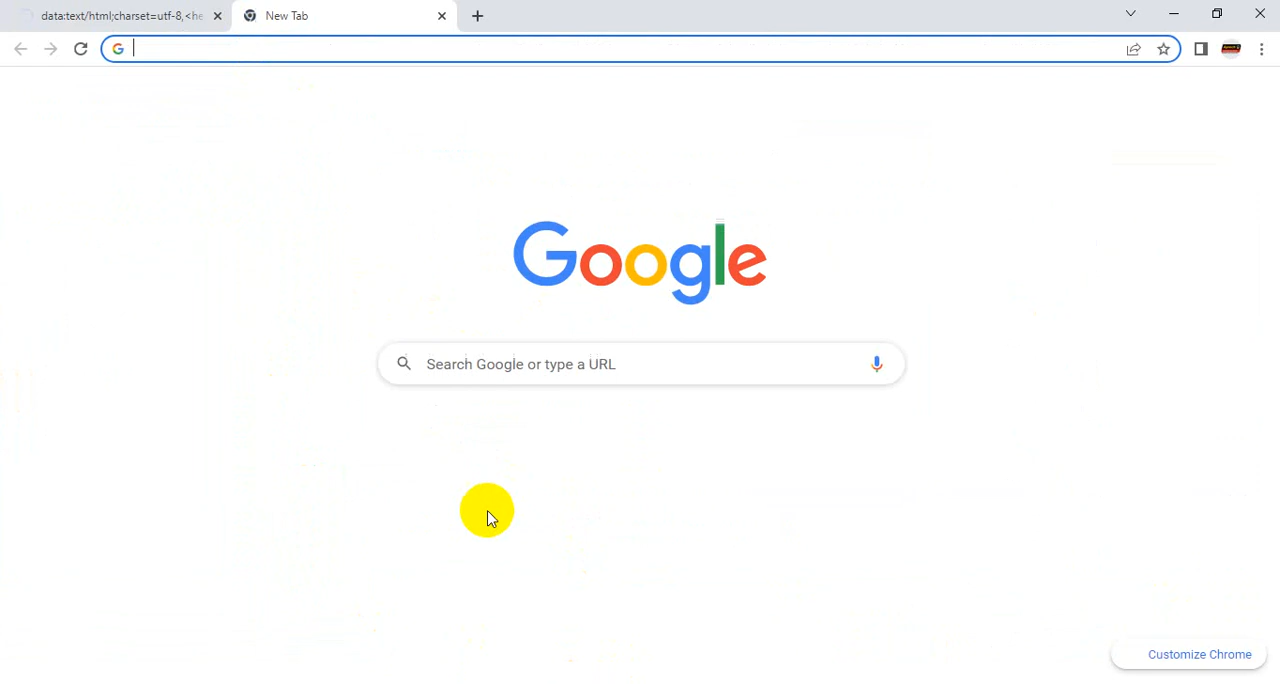 data:text/html;charset=utf-8,<he
New Tab
Google
Search Google or type a URL
Customize Chrome